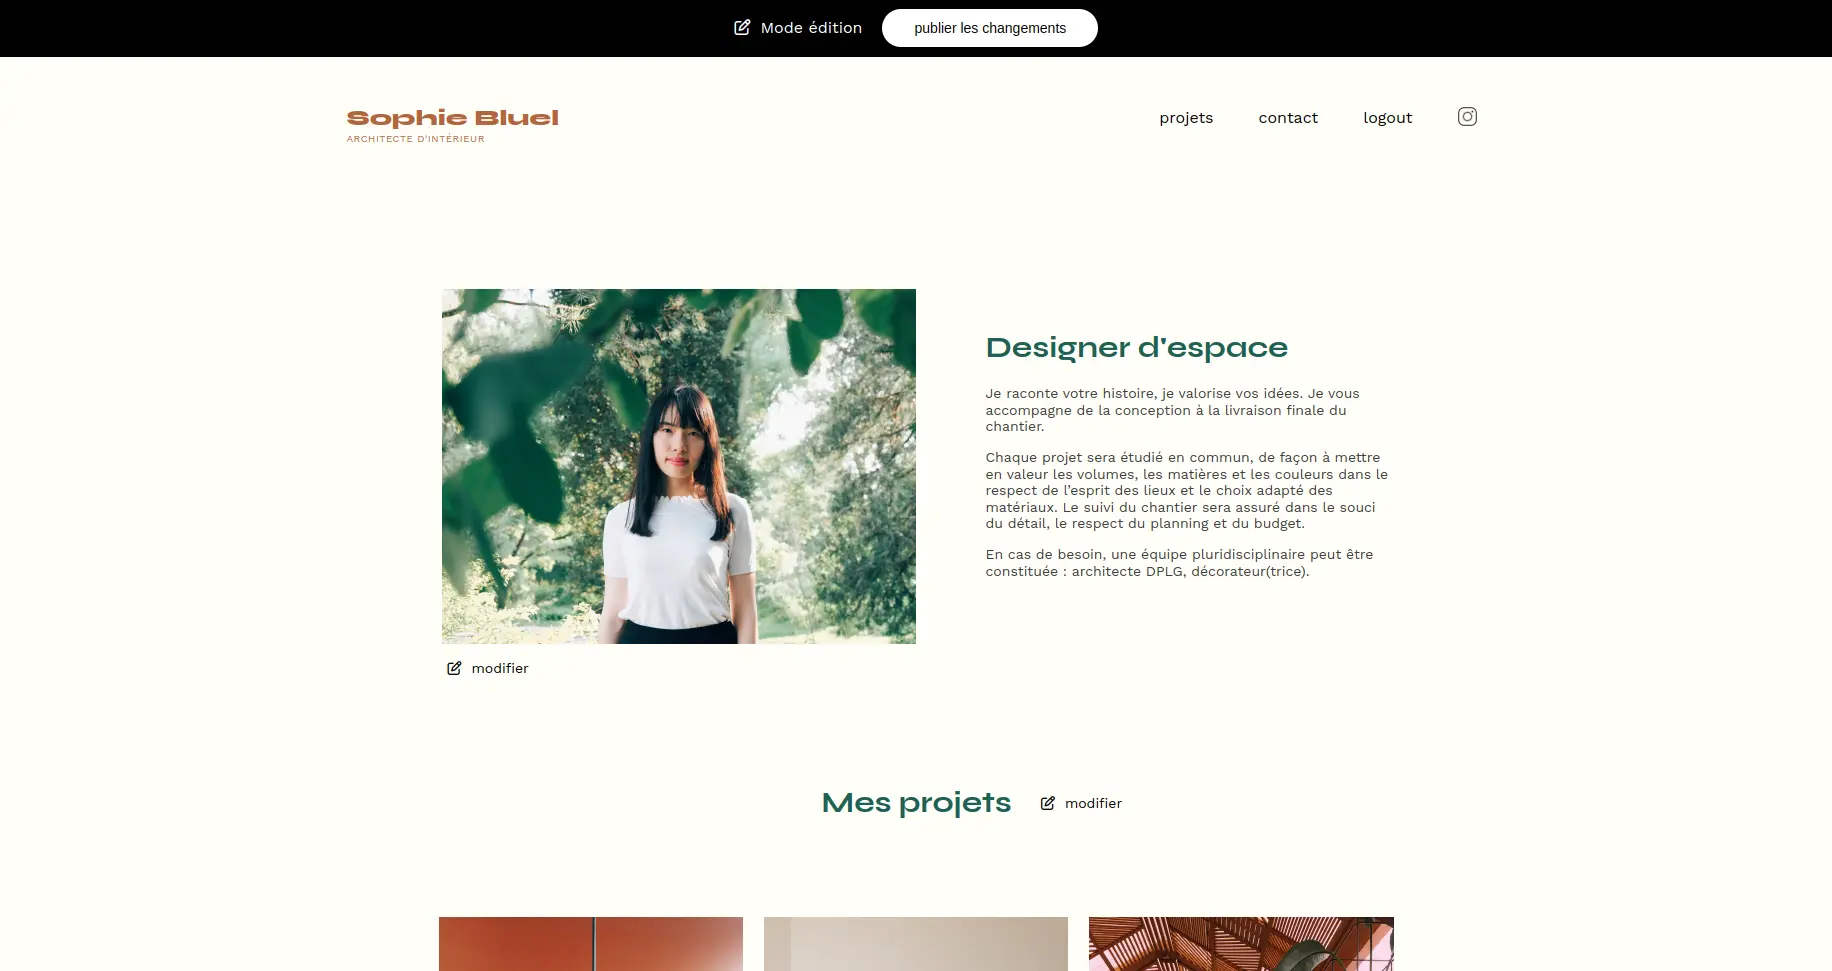 Mode édition
publier les changements
Sophie Bluel
ARCHITECTE D'INTÉRIEUR
projets
contact
logout
Designer d'espace
Je raconte votre histoire, je valorise vos idées. Je vous
accompagne de la conception à la livraison finale du
chantier.
Chaque projet sera étudié en commun, de façon à mettre
en valeur les volumes, les matières et les couleurs dans le
respect de l’esprit des lieux et le choix adapté des
matériaux. Le suivi du chantier sera assuré dans le souci
du détail, le respect du planning et du budget.
En cas de besoin, une équipe pluridisciplinaire peut être
constituée : architecte DPLG, décorateur(trice).
modifier
Mes projets
modifier